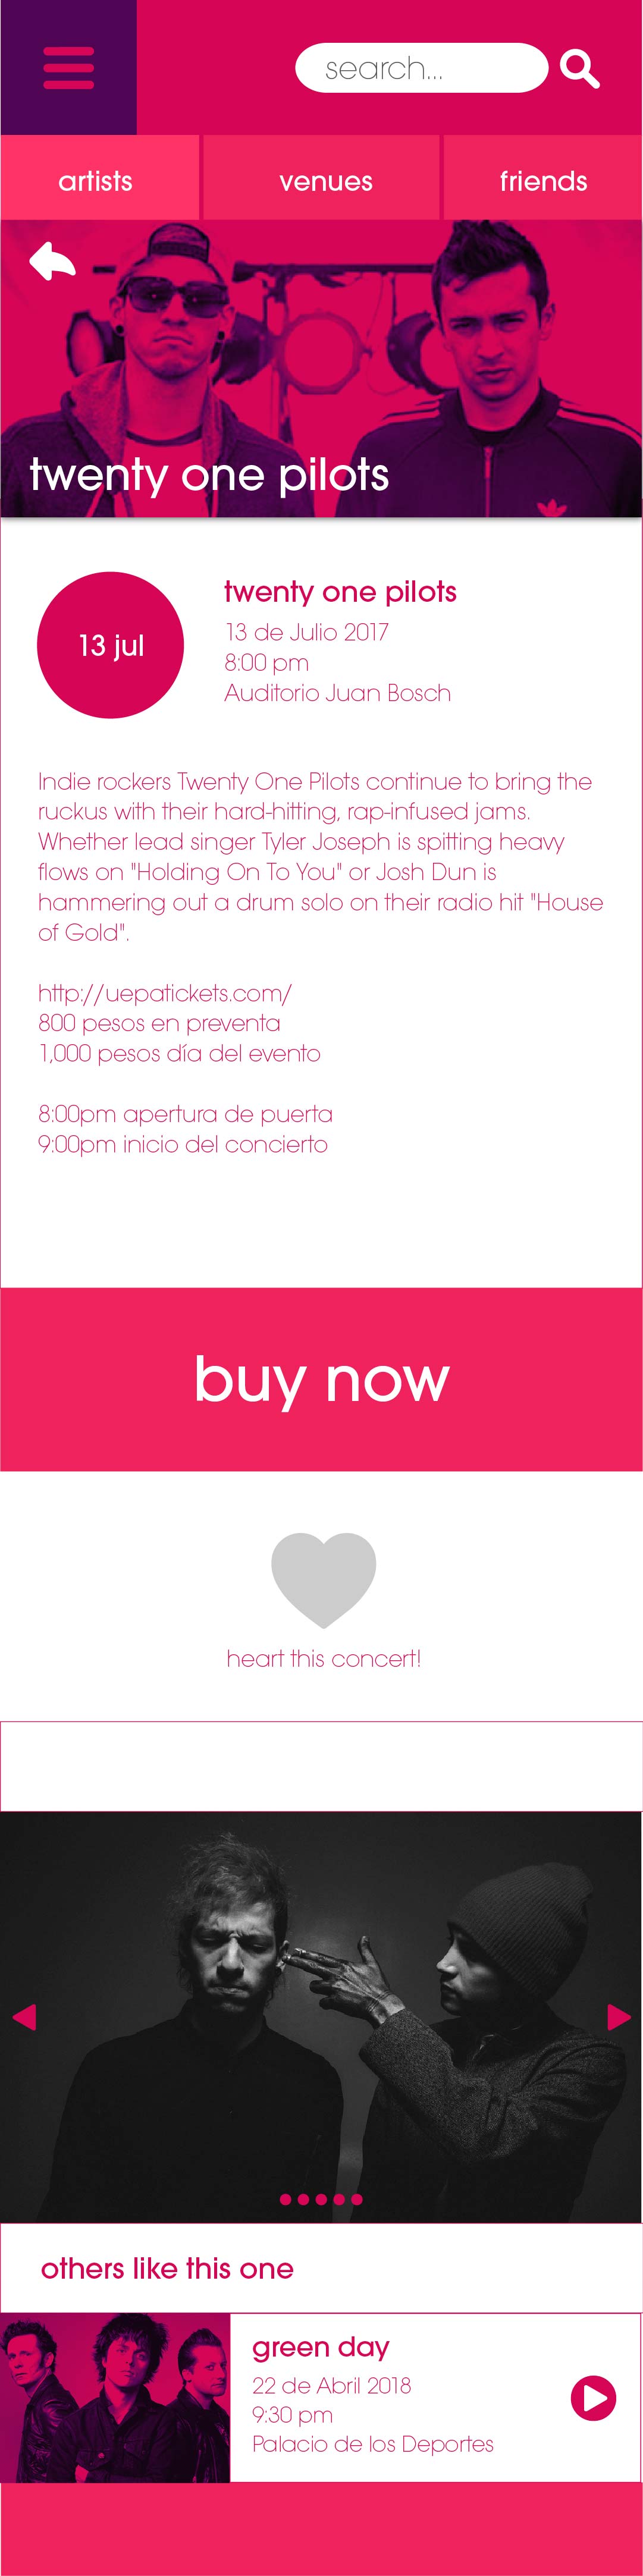 search...
artists
venues
friends
twenty one pilots
13 jul
twenty one pilots
13 de Julio 2017
8:00 pm
Auditorio Juan Bosch
Indie rockers Twenty One Pilots continue to bring the
ruckus with their hard-hitting, rap-infused jams.
Whether lead singer Tyler Joseph is spitting heavy
flows on "Holding On To You" or Josh Dun is
hammering out a drum solo on their radio hit "House
of Gold".
http://uepatickets.com/
800 pesos en preventa
1,000 pesos día del evento
8:00pm apertura de puerta
9:00pm inicio del concierto
buy now
heart this concert!
others like this one
green day
22 de Abril 2018
9:30 pm
Palacio de los Deportes